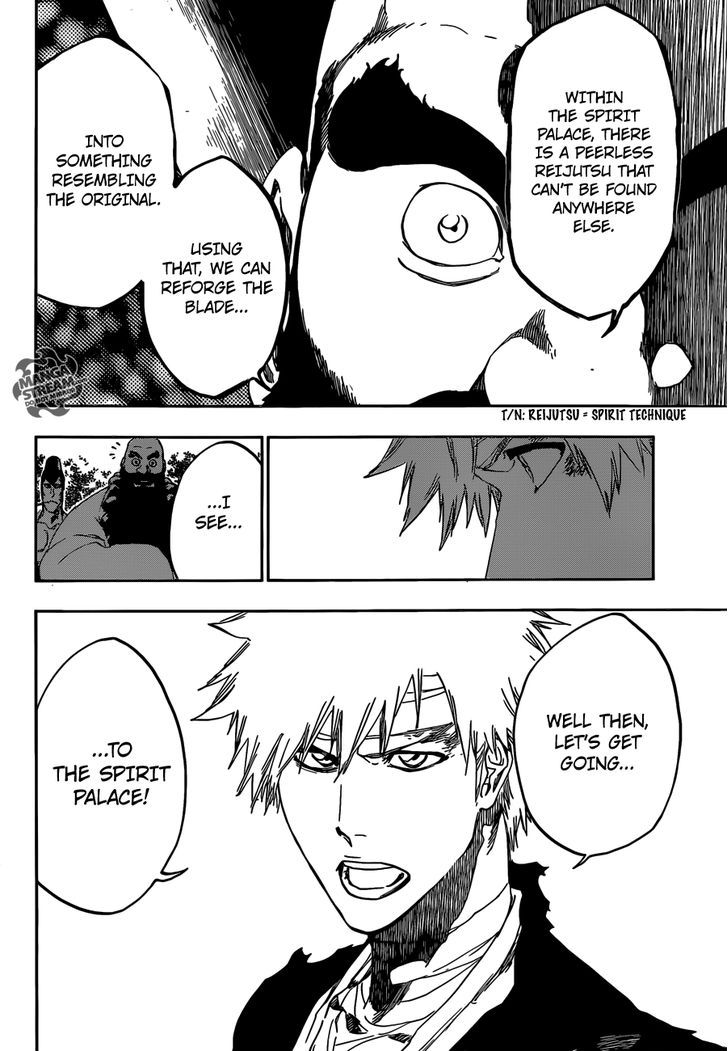 WITHIN
THE SPIRIT
PALACE, THERE
IS A PEERLESS
REIJUTSU THAT
CAN'T BE FOUND
ANYWHERE
ELSE.
USING
THAT, WE CAN
REFORGE THE
BLADE...
INTO
SOMETHING
RESEMBLING
THE ORIGINAL.
MANGA
STREAM
T/N: REIJUTSU = SPIRIT TECHNIQUE
...I
SEE...
WELL THEN,
LET'S GET
GOING...
...TO
THE SPIRIT
PALACE!